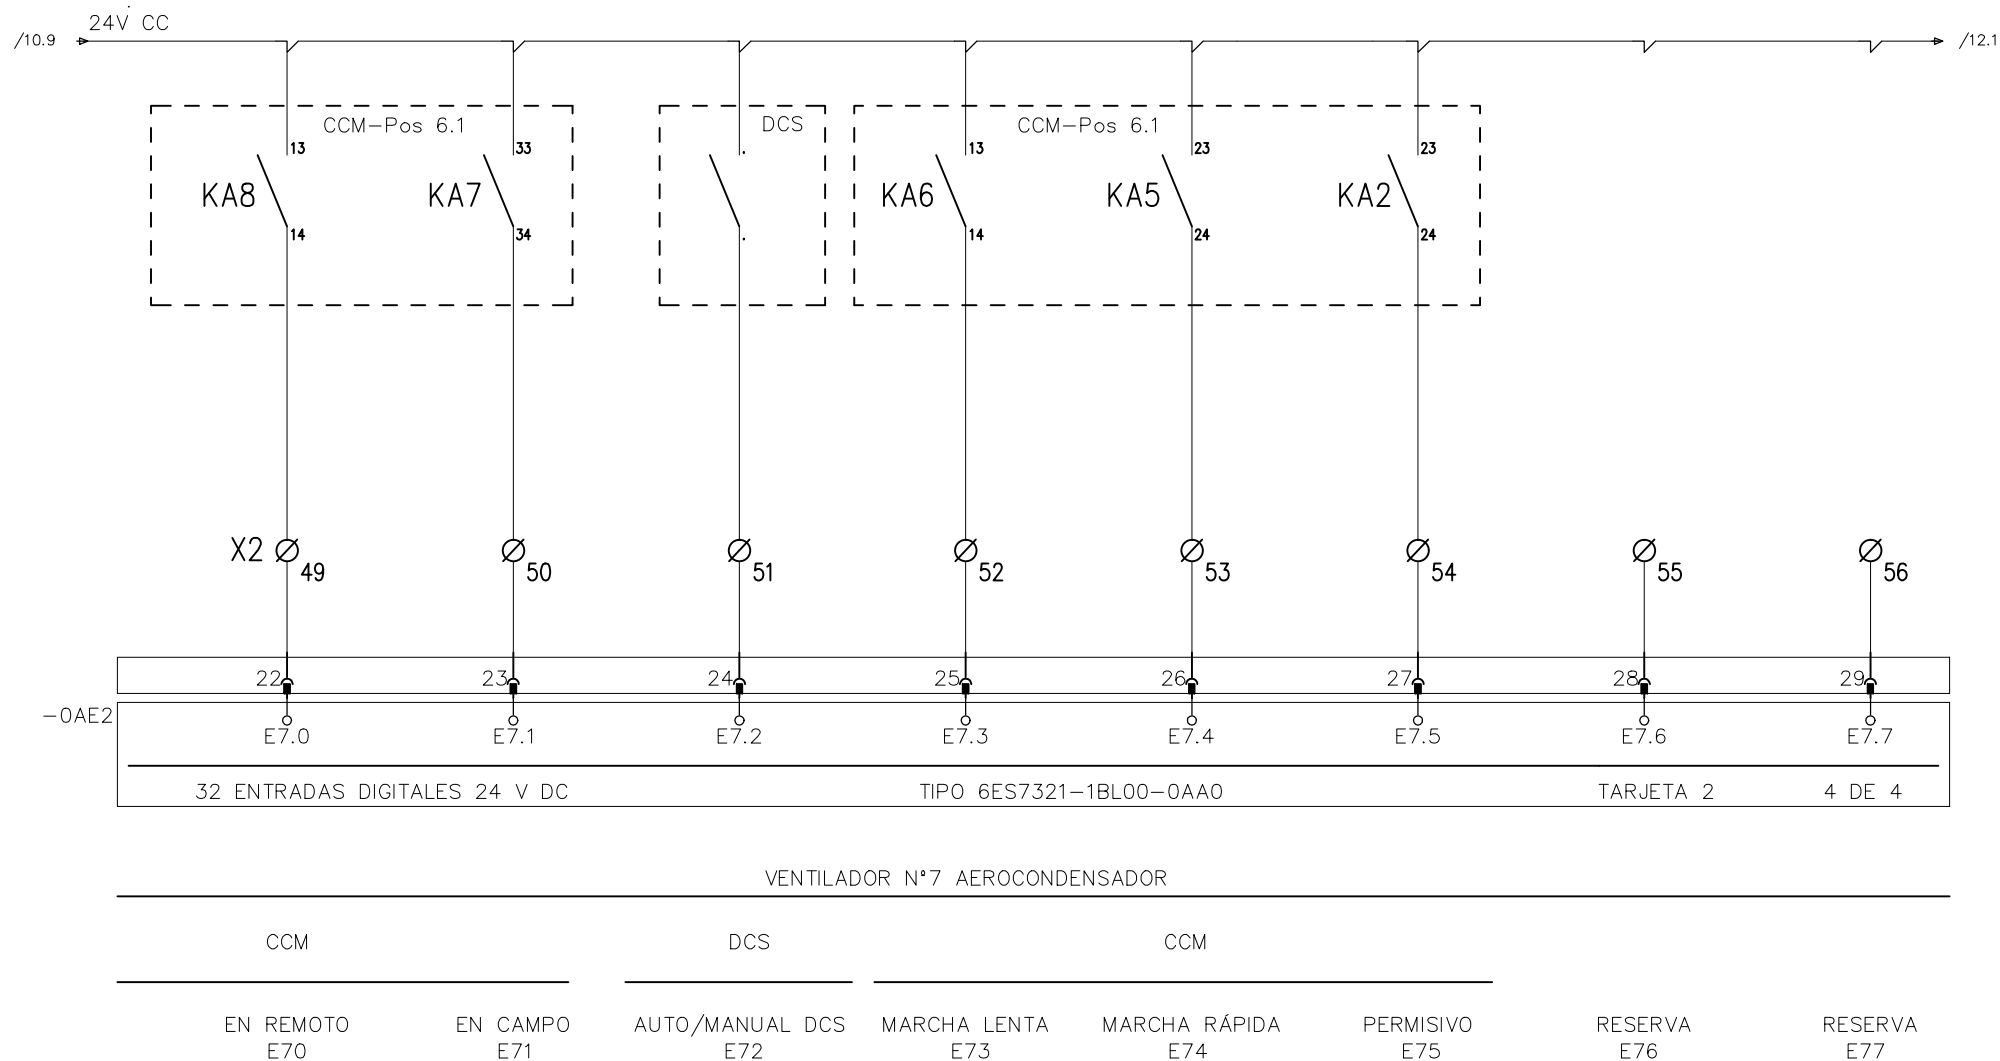 24V CC
/10.9
/12.1
CCM-Pos 6.1
DCS
CCM-Pos 6.1
13 33 . 13 23 23
KA8 KA7 KA6 KA5 KA2
14 34 . 14 24 24
X2
49 50 51 52 53 54 55 56
22 23 24 25 26 27 28 29
-0AE2
E7.0 E7.1 E7.2 E7.3 E7.4 E7.5 E7.6 E7.7
32 ENTRADAS DIGITALES 24 V DC TIPO 6ES7321-1BL00-0AA0 TARJETA 2 4 DE 4
VENTILADOR Nº7 AEROCONDENSADOR
CCM DCS CCM
EN REMOTO EN CAMPO AUTO/MANUAL DCS MARCHA LENTA MARCHA RÁPIDA PERMISIVO RESERVA RESERVA
E70 E71 E72 E73 E74 E75 E76 E77